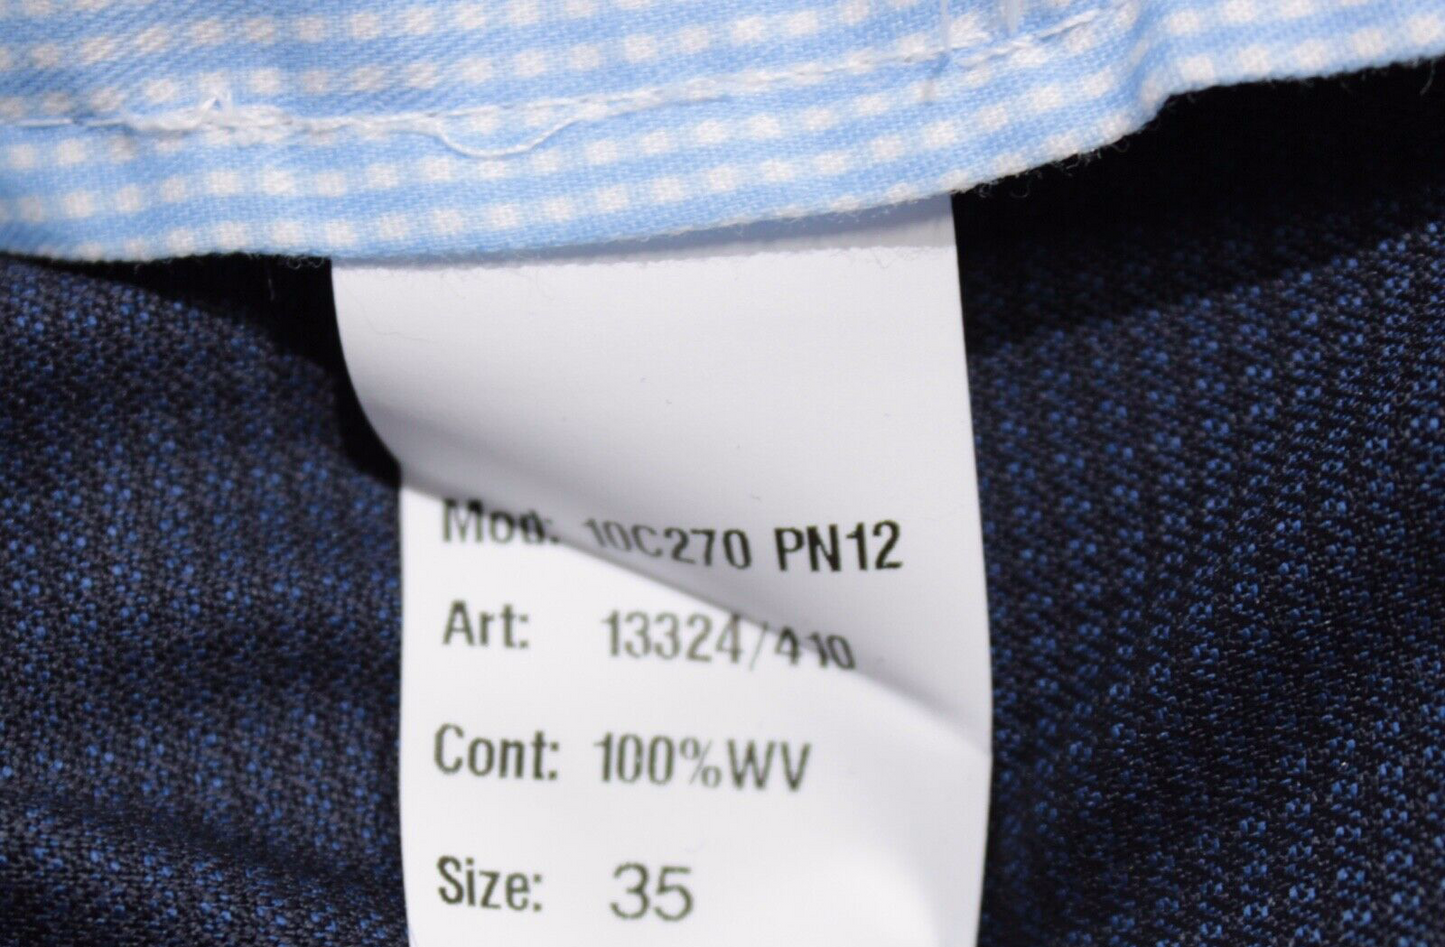 Mod: 10C270 PN12
Art: 13324/410
Cont: 100%WV
Size: 35